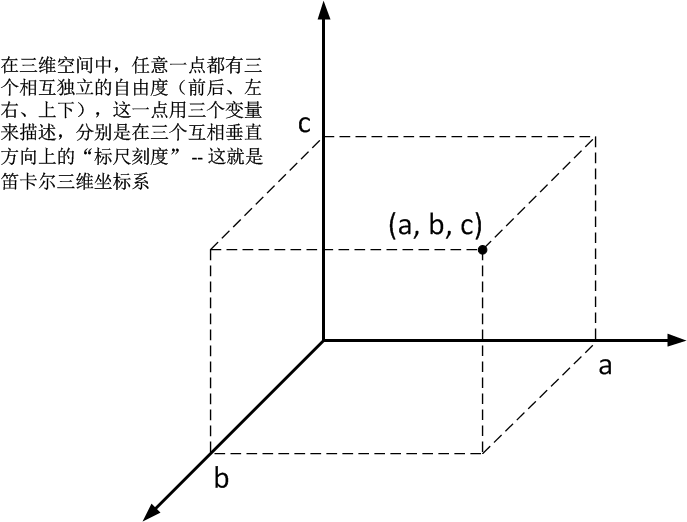 在三维空间中，任意一点都有三
个相互独立的自由度（前后、左
右、上下），这一点用三个变量
来描述，分别是在三个互相垂直
方向上的“标尺刻度” -- 这就是
笛卡尔三维坐标系
c
(a, b, c)
a
b